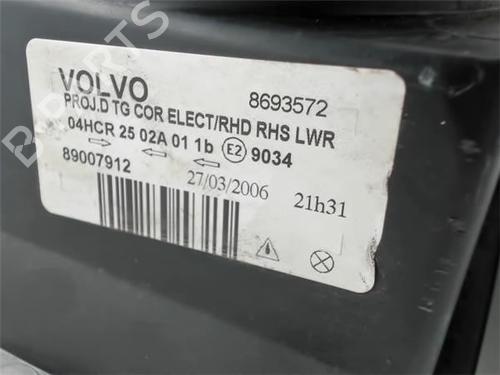 VOLVO 8693572
PROJ.D TG COR ELECT/RHD RHS LWR
04HCR 25 02A 01 1b E2 9034
89007912
27/03/2006 21h31